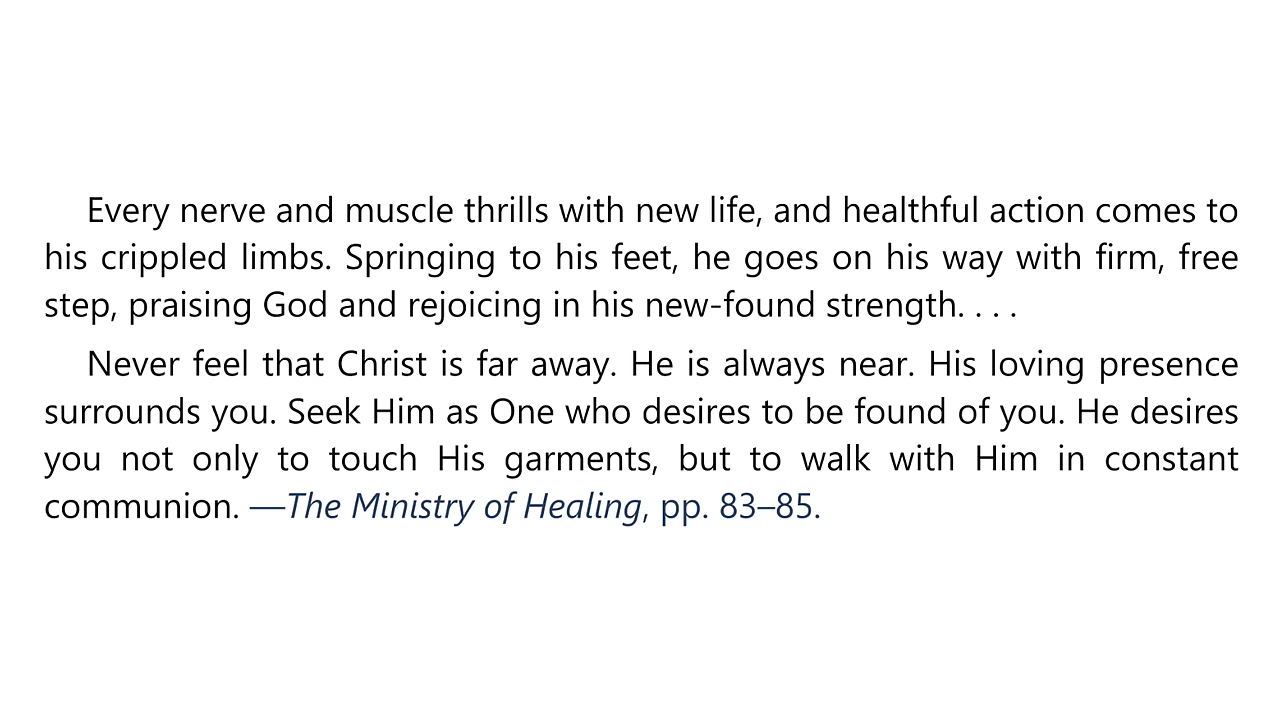 Every nerve and muscle thrills with new life, and healthful action comes to
his crippled limbs. Springing to his feet, he goes on his way with firm, free
step, praising God and rejoicing in his new-found strength. . . .
Never feel that Christ is far away. He is always near. His loving presence
surrounds you. Seek Him as One who desires to be found of you. He desires
you not only to touch His garments, but to walk with Him in constant
communion. —The Ministry of Healing, pp. 83–85.